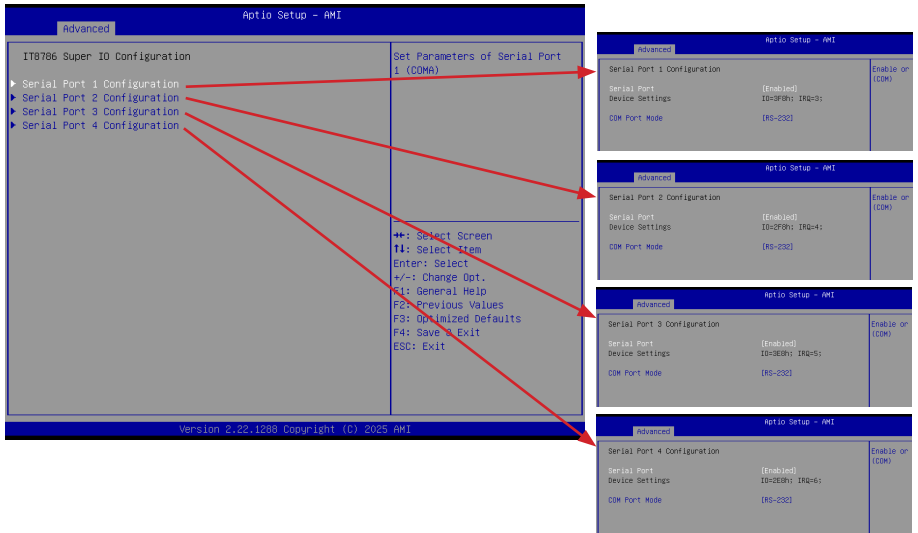 Aptio Setup – AMI
Advanced
IT8786 Super IO Configuration
Serial Port 1 Configuration
Serial Port 2 Configuration
Serial Port 3 Configuration
Serial Port 4 Configuration
Set Parameters of Serial Port
1 (COMA)
: Select Screen
↑↓: Select Item
Enter: Select
+/-: Change Opt.
F1: General Help
F2: Previous Values
F3: Optimized Defaults
F4: Save & Exit
ESC: Exit
Version 2.22.1288 Copyright (C) 2025 AMI
Aptio Setup – AMI
Advanced
Serial Port 1 Configuration
Serial Port [Enabled]
Device Settings IO=3F8h; IRQ=3;
COM Port Mode [RS-232]
Enable or
(COM)
Aptio Setup – AMI
Advanced
Serial Port 2 Configuration
Serial Port [Enabled]
Device Settings IO=2F8h; IRQ=4;
COM Port Mode [RS-232]
Enable or
(COM)
Aptio Setup – AMI
Advanced
Serial Port 3 Configuration
Serial Port [Enabled]
Device Settings IO=3E8h; IRQ=5;
COM Port Mode [RS-232]
Enable or
(COM)
Aptio Setup – AMI
Advanced
Serial Port 4 Configuration
Serial Port [Enabled]
Device Settings IO=2E8h; IRQ=6;
COM Port Mode [RS-232]
Enable or
(COM)